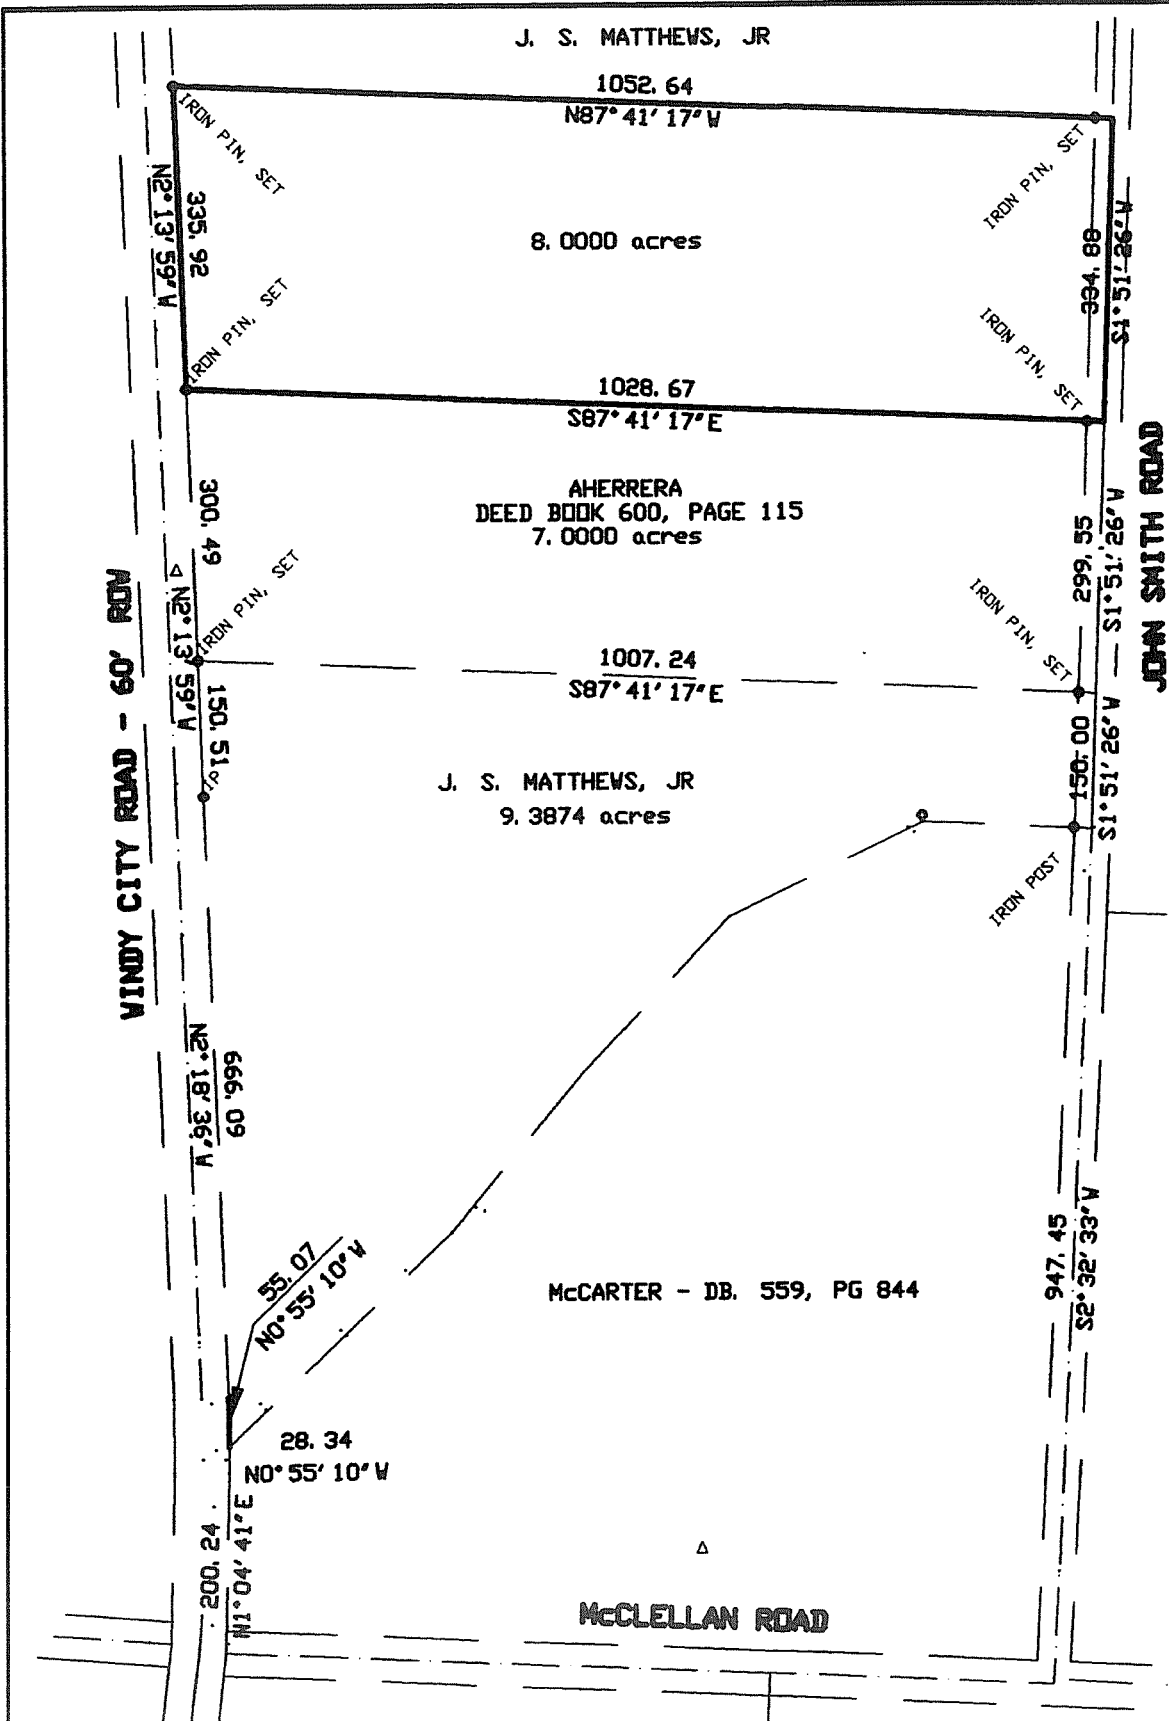 J. S. MATTHEWS, JR
1052.64
N87°41'17"W
IRON PIN, SET
IRON PIN, SET
N2°13'59"W
335.92
8.0000 acres
334.88
S1°51'26"W
IRON PIN, SET
IRON PIN, SET
1028.67
S87°41'17"E
AHERRERA
DEED BOOK 600, PAGE 115
7.0000 acres
300.49
N2°13'59"W
IRON PIN, SET
299.55
S1°51'26"W
JOHN SMITH ROAD
IRON PIN, SET
1007.24
S87°41'17"E
WINDY CITY ROAD - 60' ROW
150.51
IP
J. S. MATTHEWS, JR
9.3874 acres
150.00
S1°51'26"W
IRON POST
666.09
N2°18'36"W
55.07
N0°55'10"W
McCARTER - DB. 559, PG 844
947.45
S2°32'33"W
28.34
N0°55'10"W
200.24
N1°04'41"E
McCLELLAN ROAD